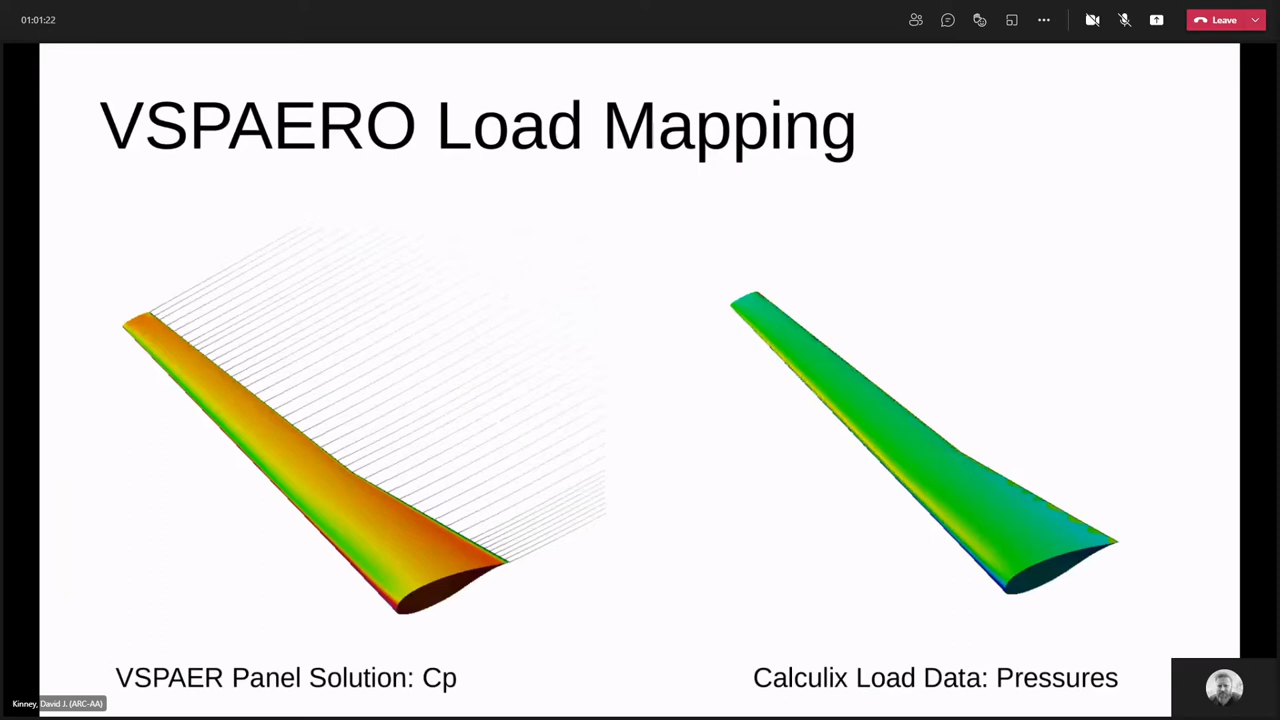 01:01:22
Leave
VSPAERO Load Mapping
VSPAER Panel Solution: Cp
Calculix Load Data: Pressures
Kinney, David J. (ARC-AA)